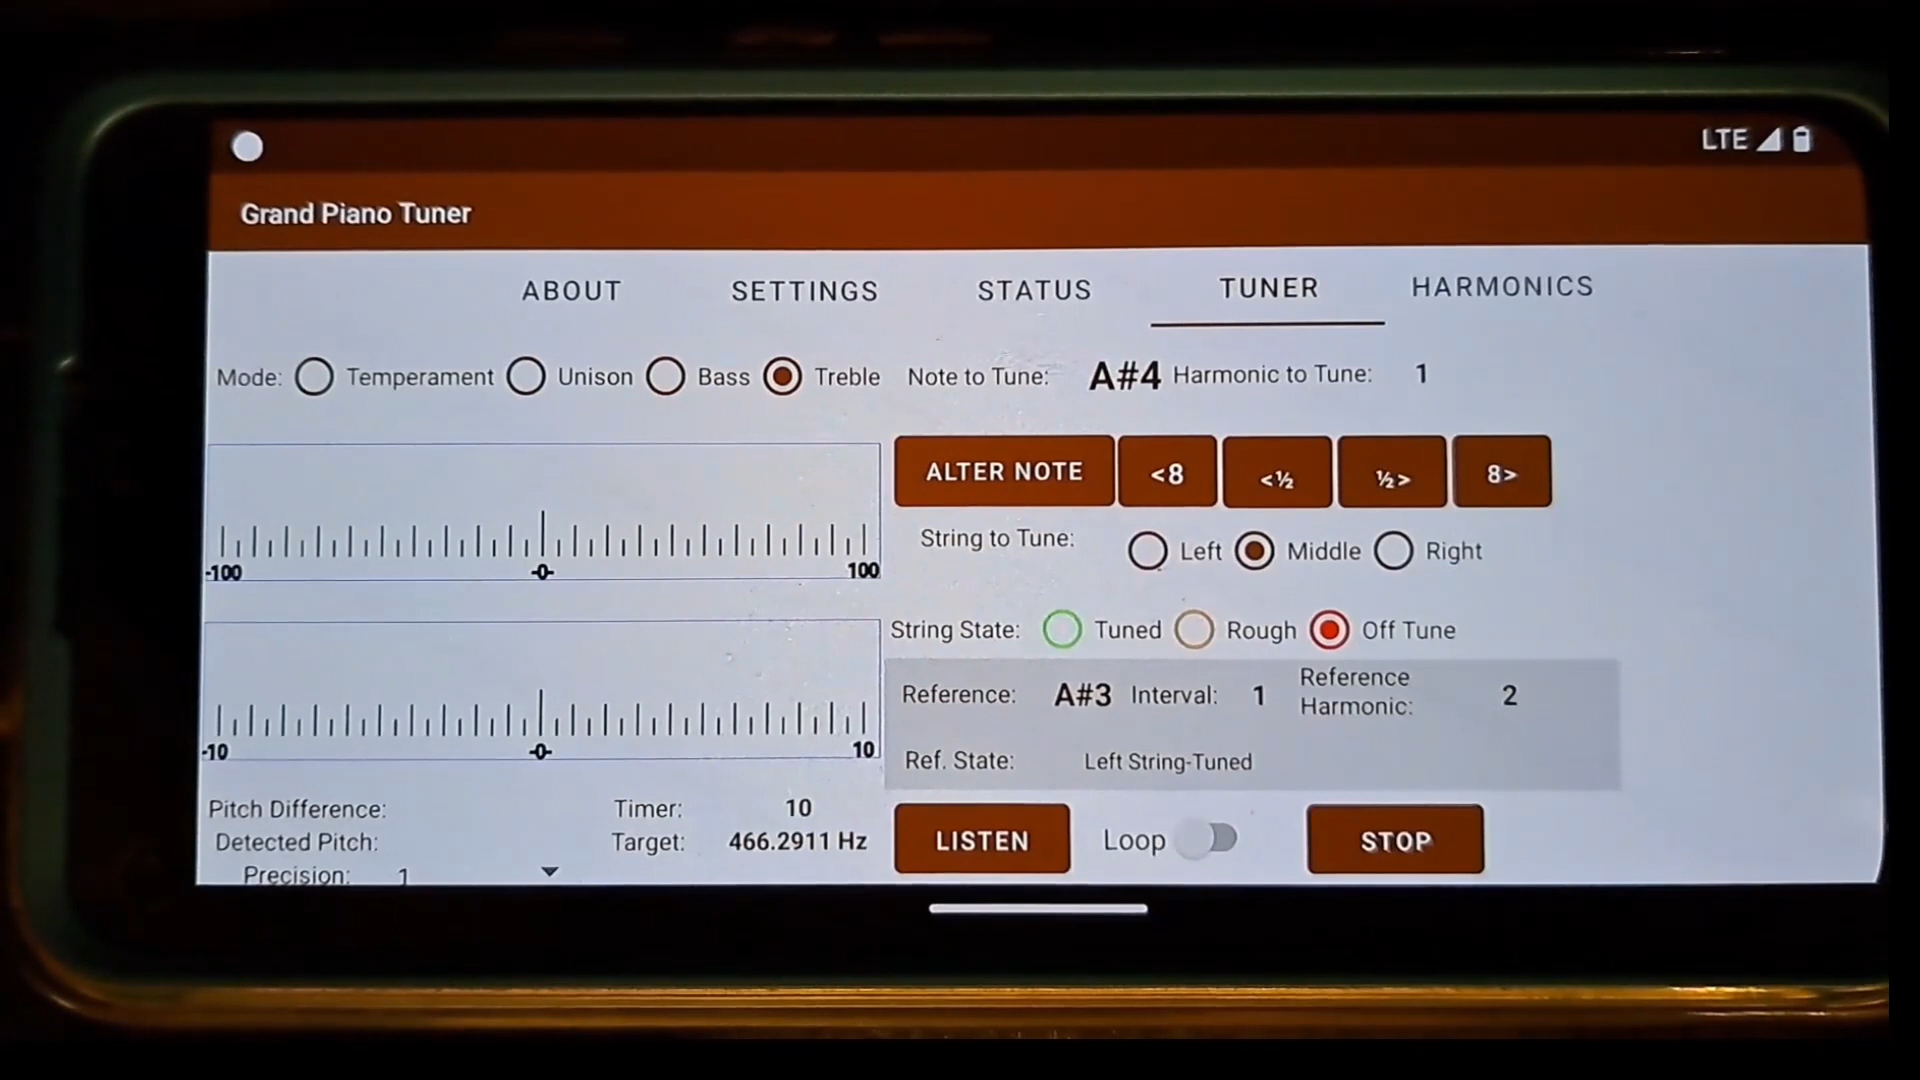 LTE
Grand Piano Tuner
ABOUT SETTINGS STATUS TUNER HARMONICS
Mode: Temperament Unison Bass Treble Note to Tune: A#4 Harmonic to Tune: 1
ALTER NOTE <8 <½ ½> 8>
String to Tune: Left Middle Right
-100 -0- 100
String State: Tuned Rough Off Tune
Reference: A#3 Interval: 1 Reference Harmonic: 2
-10 -0- 10
Ref. State: Left String-Tuned
Pitch Difference: Timer: 10
Detected Pitch: Target: 466.2911 Hz
LISTEN Loop STOP
Precision: 1